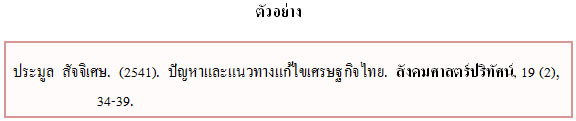 ตัวอย่าง
ประมูล สัจจิเศษ. (2541). ปัญหาและแนวทางแก้ไขเศรษฐกิจไทย. สังคมศาสตร์ปริทัศน์, 19 (2),
34-39.